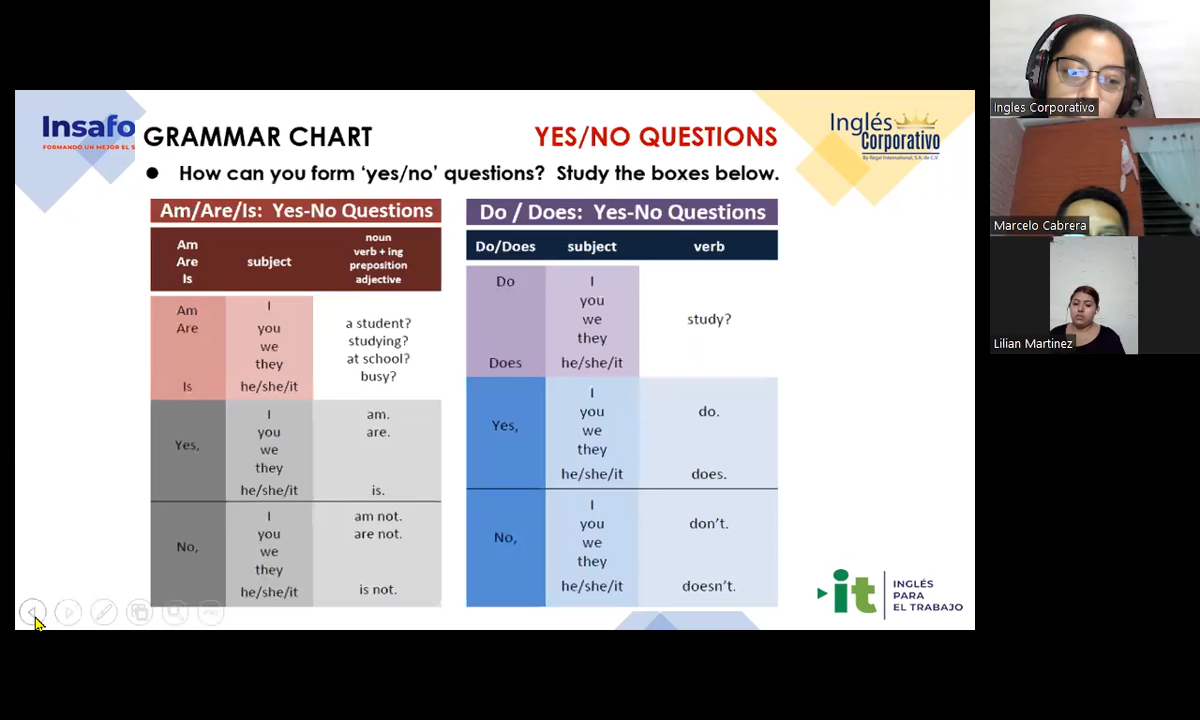 Insafo
FORMANDO UN MEJOR EL S
GRAMMAR CHART
YES/NO QUESTIONS
Inglés
Corporativo
By Regal International, S.A. de C.V.
● How can you form ‘yes/no’ questions? Study the boxes below.
Am/Are/Is: Yes-No Questions
Am
Are
Is
subject
noun
verb + ing
preposition
adjective
Am
Are
Is
I
you
we
they
he/she/it
a student?
studying?
at school?
busy?
Yes,
I
you
we
they
he/she/it
am.
are.
is.
No,
I
you
we
they
he/she/it
am not.
are not.
is not.
Do / Does: Yes-No Questions
Do/Does
subject
verb
Do
Does
I
you
we
they
he/she/it
study?
Yes,
I
you
we
they
he/she/it
do.
does.
No,
I
you
we
they
he/she/it
don’t.
doesn’t.
it
INGLÉS
PARA
EL TRABAJO
Ingles Corporativo
Marcelo Cabrera
Lilian Martinez